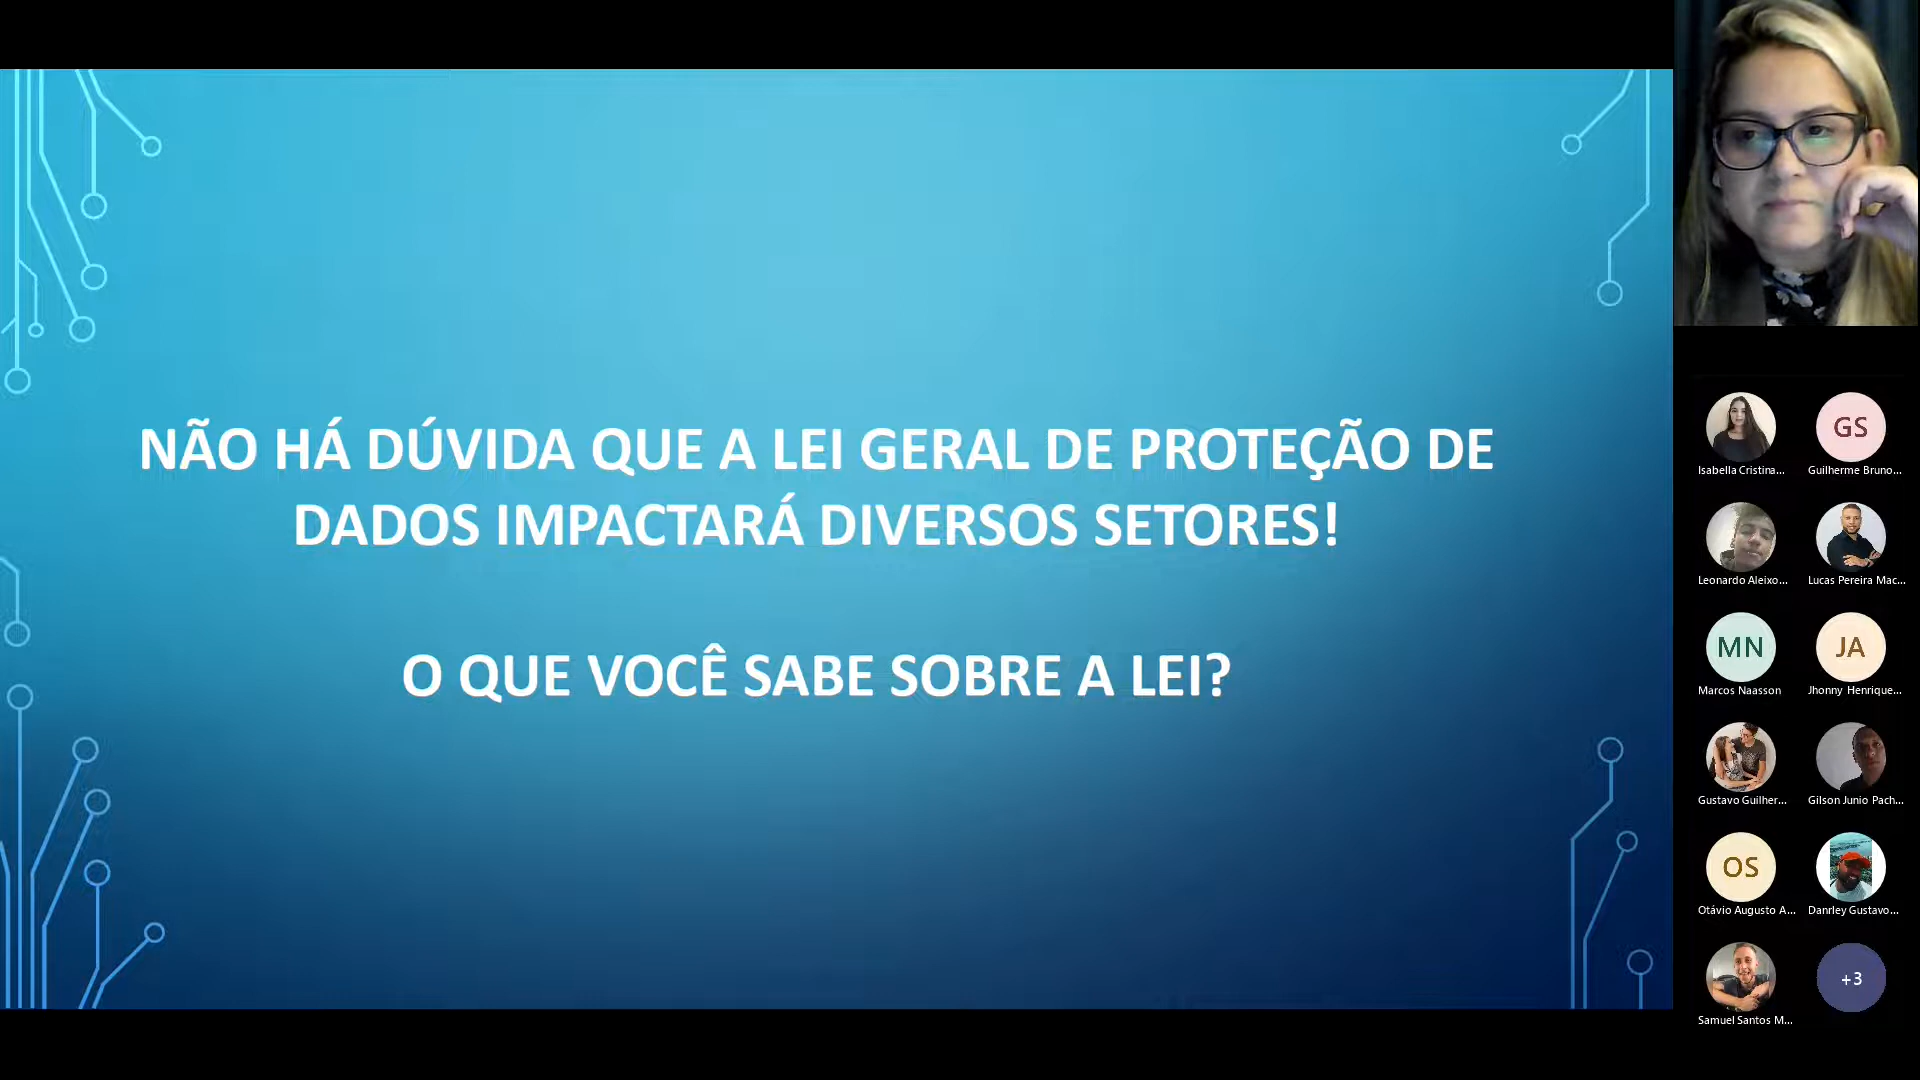 NÃO HÁ DÚVIDA QUE A LEI GERAL DE PROTEÇÃO DE
DADOS IMPACTARÁ DIVERSOS SETORES!
O QUE VOCÊ SABE SOBRE A LEI?
Isabella Cristina...
GS
Guilherme Bruno...
Leonardo Aleixo...
Lucas Pereira Mac...
MN
Marcos Naasson
JA
Jhonny Henrique...
Gustavo Guilher...
Gilson Junio Pach...
OS
Otávio Augusto A...
Danrley Gustavo...
Samuel Santos M...
+3